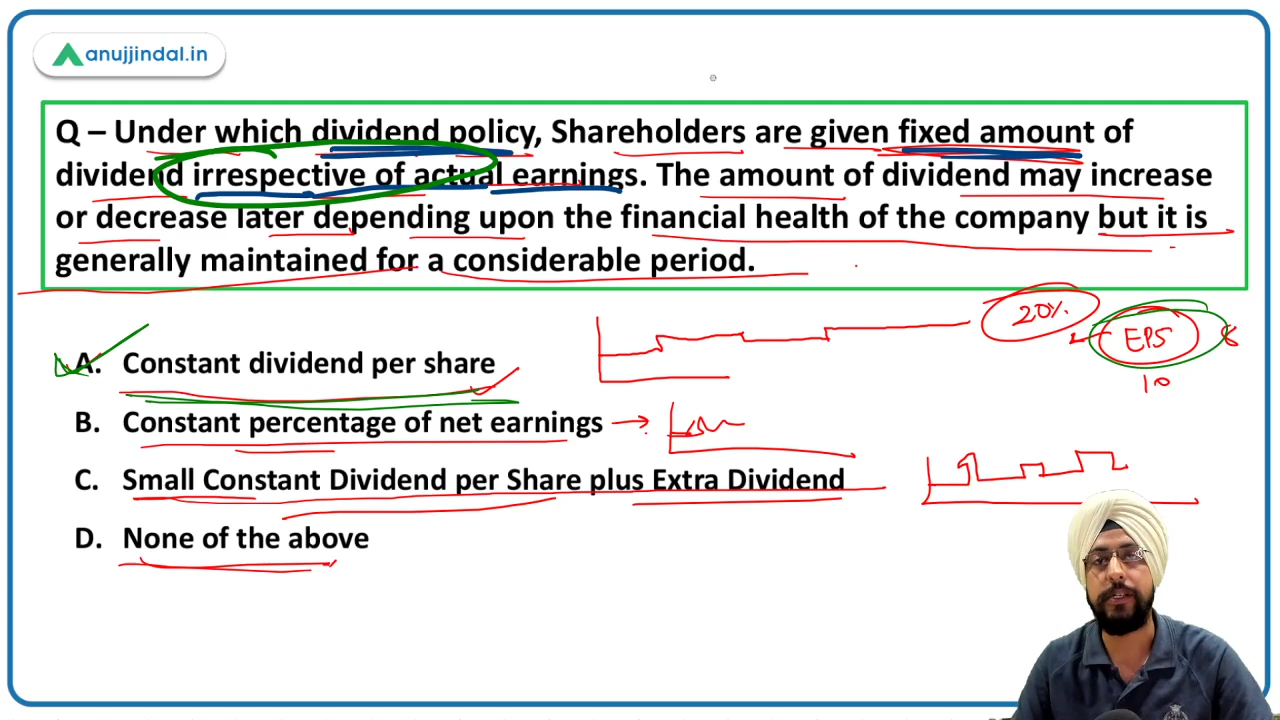 anujjindal.in
Q – Under which dividend policy, Shareholders are given fixed amount of
dividend irrespective of actual earnings. The amount of dividend may increase
or decrease later depending upon the financial health of the company but it is
generally maintained for a considerable period.
20%
EPS 8
10
A. Constant dividend per share
B. Constant percentage of net earnings
C. Small Constant Dividend per Share plus Extra Dividend
D. None of the above